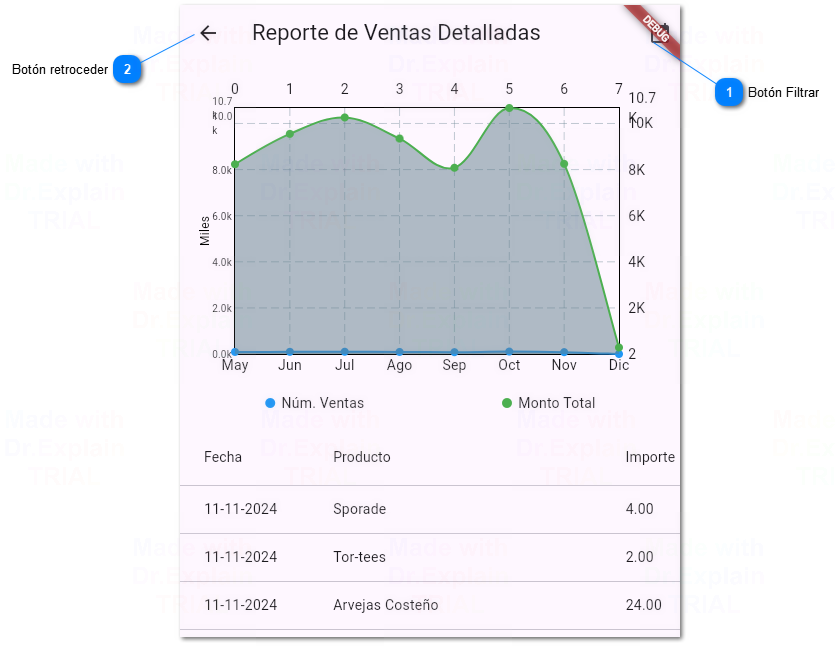 Reporte de Ventas Detalladas
DEBUG
Botón retroceder
2
1
Botón Filtrar
0 1 2 3 4 5 6 7
10.7
k
10.0
k
8.0k
6.0k
4.0k
2.0k
0.0k
Miles
10.7
K
10K
8K
6K
4K
2K
2
May Jun Jul Ago Sep Oct Nov Dic
Núm. Ventas Monto Total
Fecha Producto Importe
11-11-2024 Sporade 4.00
11-11-2024 Tor-tees 2.00
11-11-2024 Arvejas Costeño 24.00
Made with
Dr.Explain
TRIAL